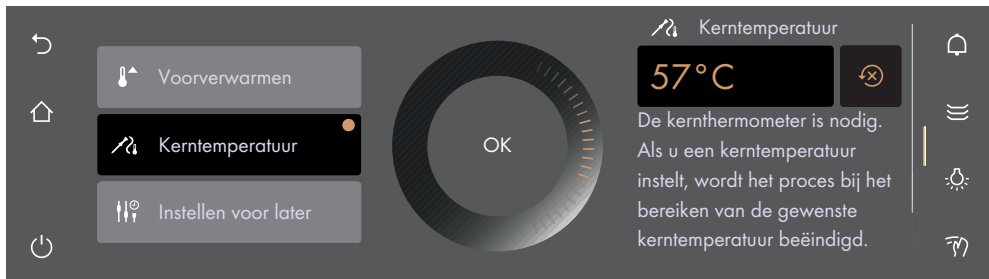 Voorverwarmen
Kerntemperatuur
Instellen voor later
OK
Kerntemperatuur
57°C
De kernthermometer is nodig.
Als u een kerntemperatuur
instelt, wordt het proces bij het
bereiken van de gewenste
kerntemperatuur beëindigd.